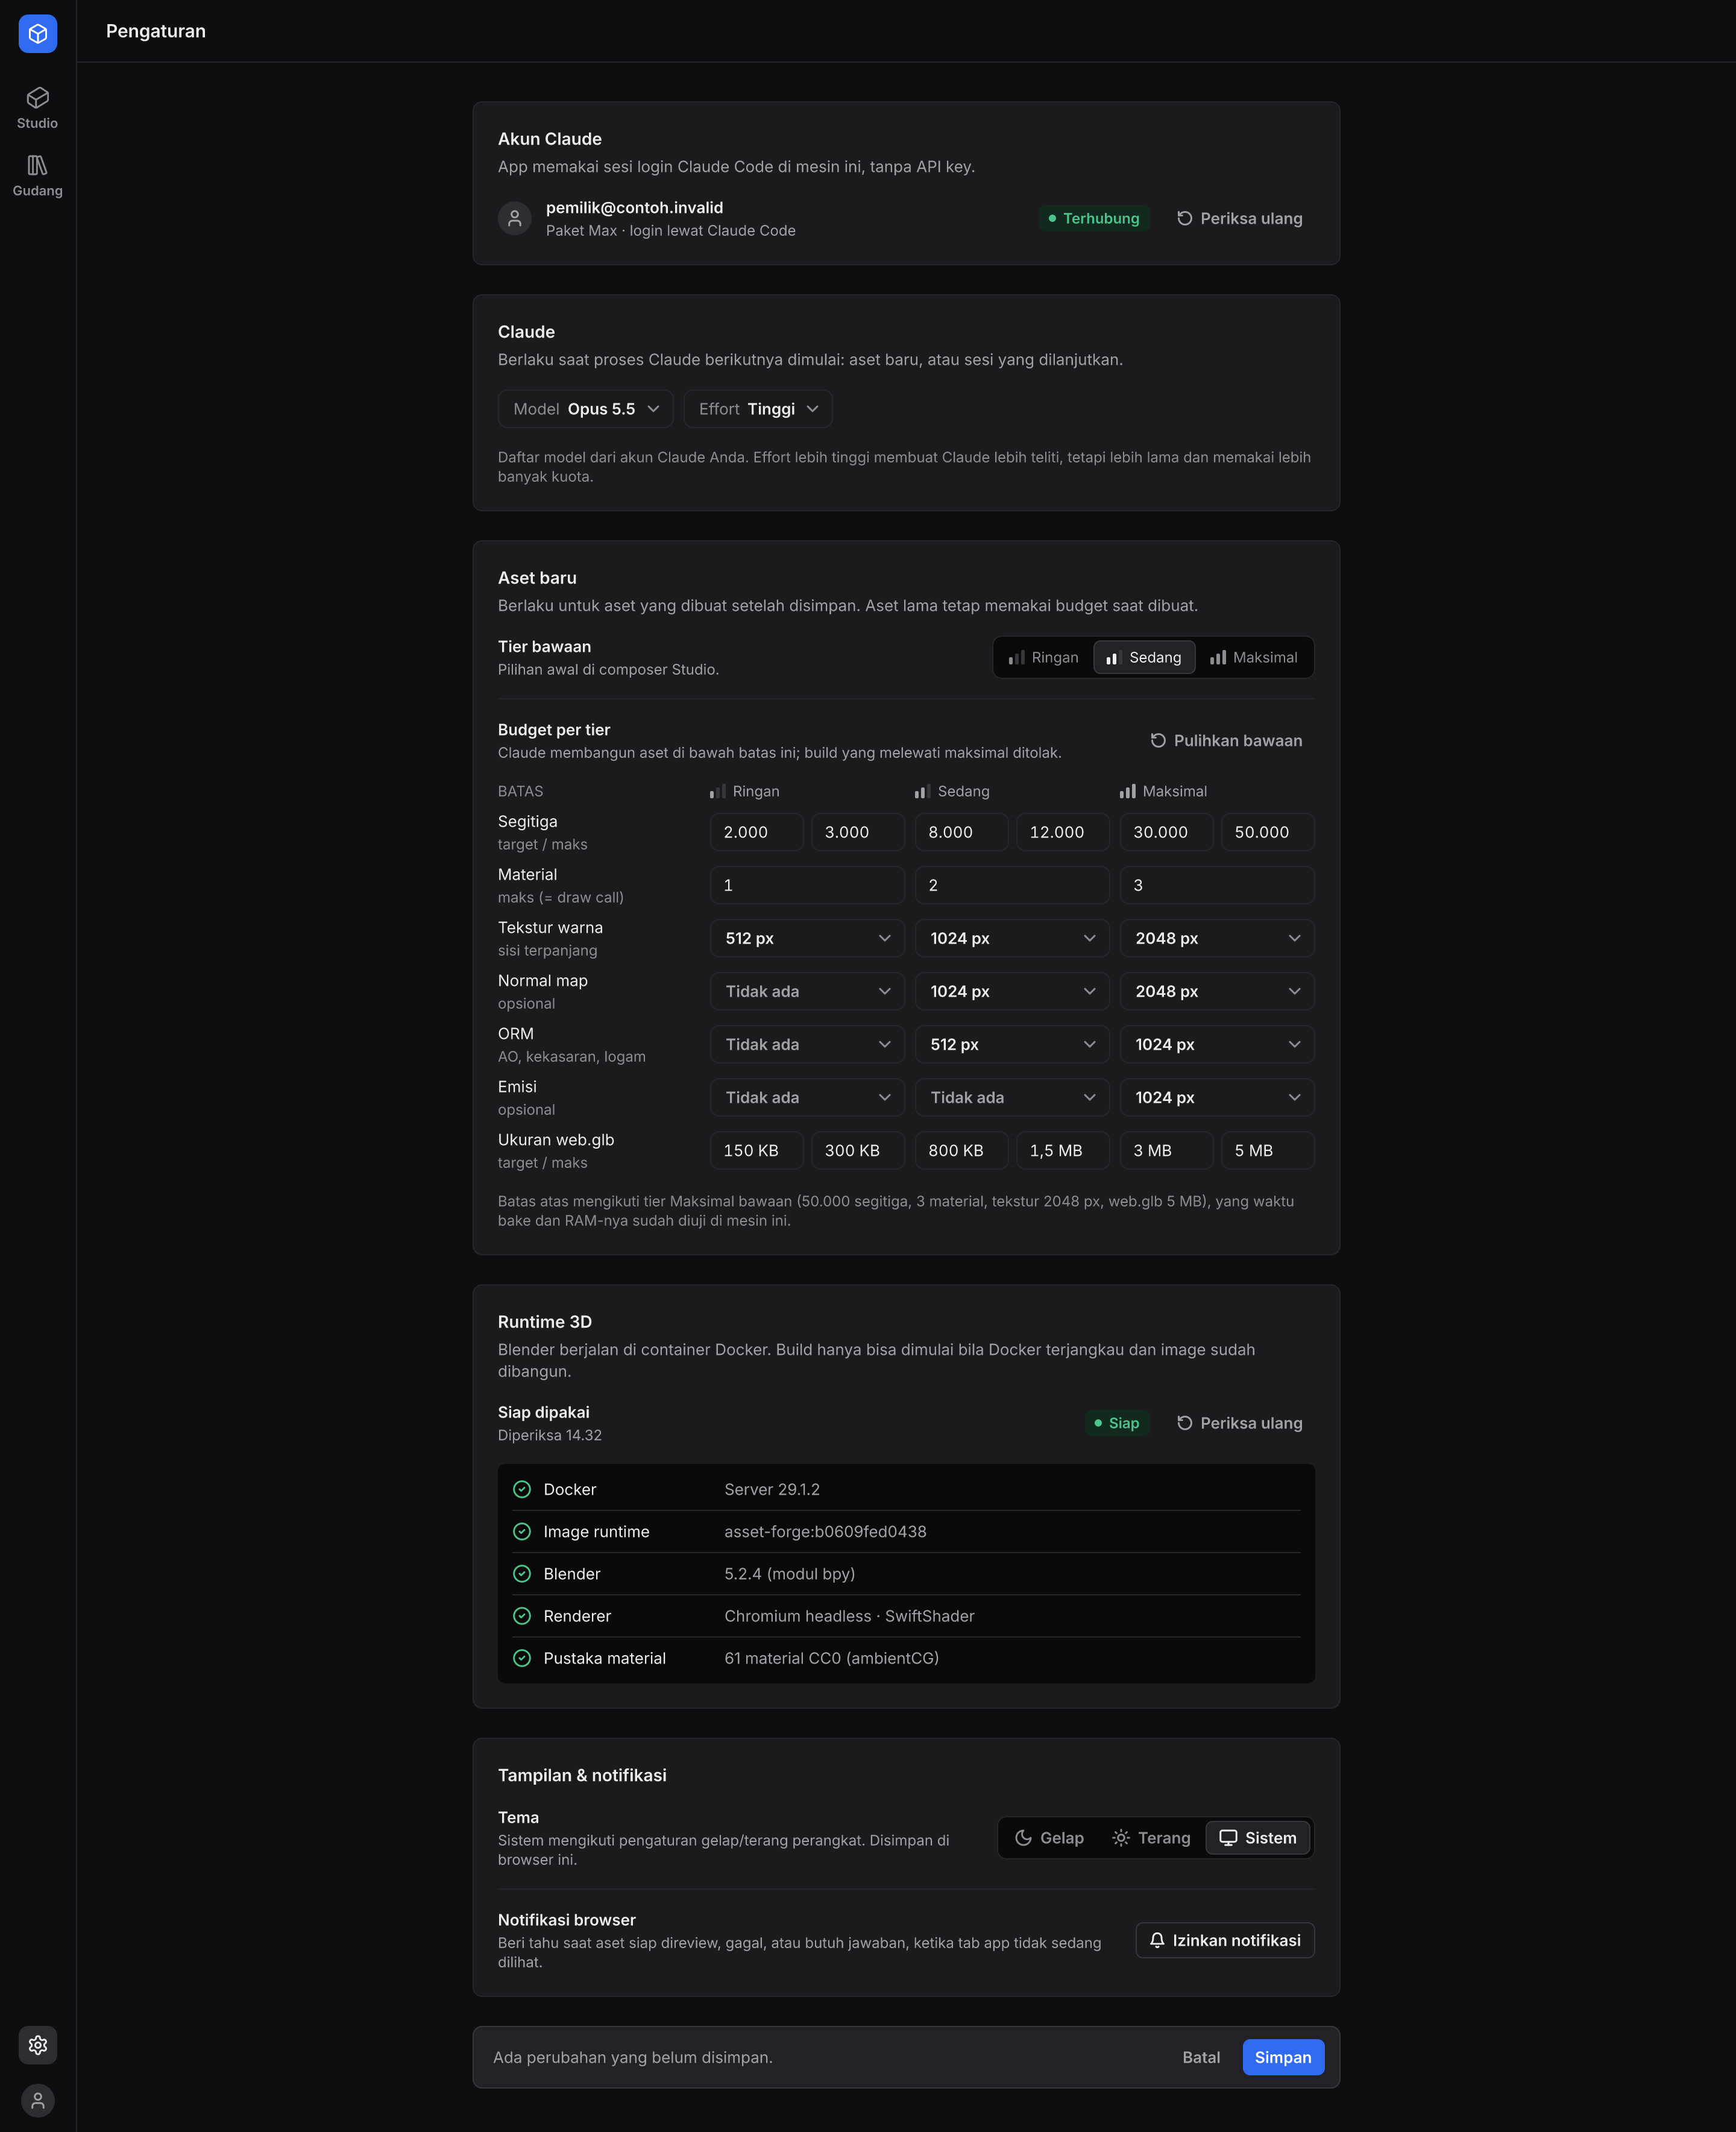 Pengaturan
Studio
Gudang
Akun Claude
App memakai sesi login Claude Code di mesin ini, tanpa API key.
pemilik@contoh.invalid
Paket Max · login lewat Claude Code
Terhubung
Periksa ulang
Claude
Berlaku saat proses Claude berikutnya dimulai: aset baru, atau sesi yang dilanjutkan.
Model Opus 5.5
Effort Tinggi
Daftar model dari akun Claude Anda. Effort lebih tinggi membuat Claude lebih teliti, tetapi lebih lama dan memakai lebih
banyak kuota.
Aset baru
Berlaku untuk aset yang dibuat setelah disimpan. Aset lama tetap memakai budget saat dibuat.
Tier bawaan
Pilihan awal di composer Studio.
Ringan Sedang Maksimal
Budget per tier
Claude membangun aset di bawah batas ini; build yang melewati maksimal ditolak.
Pulihkan bawaan
BATAS Ringan Sedang Maksimal
Segitiga
target / maks
2.000 3.000 8.000 12.000 30.000 50.000
Material
maks (= draw call)
1 2 3
Tekstur warna
sisi terpanjang
512 px 1024 px 2048 px
Normal map
opsional
Tidak ada 1024 px 2048 px
ORM
AO, kekasaran, logam
Tidak ada 512 px 1024 px
Emisi
opsional
Tidak ada Tidak ada 1024 px
Ukuran web.glb
target / maks
150 KB 300 KB 800 KB 1,5 MB 3 MB 5 MB
Batas atas mengikuti tier Maksimal bawaan (50.000 segitiga, 3 material, tekstur 2048 px, web.glb 5 MB), yang waktu
bake dan RAM-nya sudah diuji di mesin ini.
Runtime 3D
Blender berjalan di container Docker. Build hanya bisa dimulai bila Docker terjangkau dan image sudah
dibangun.
Siap dipakai
Diperiksa 14.32
Siap
Periksa ulang
Docker Server 29.1.2
Image runtime asset-forge:b0609fed0438
Blender 5.2.4 (modul bpy)
Renderer Chromium headless · SwiftShader
Pustaka material 61 material CC0 (ambientCG)
Tampilan & notifikasi
Tema
Sistem mengikuti pengaturan gelap/terang perangkat. Disimpan di
browser ini.
Gelap Terang Sistem
Notifikasi browser
Beri tahu saat aset siap direview, gagal, atau butuh jawaban, ketika tab app tidak sedang
dilihat.
Izinkan notifikasi
Ada perubahan yang belum disimpan.
Batal
Simpan